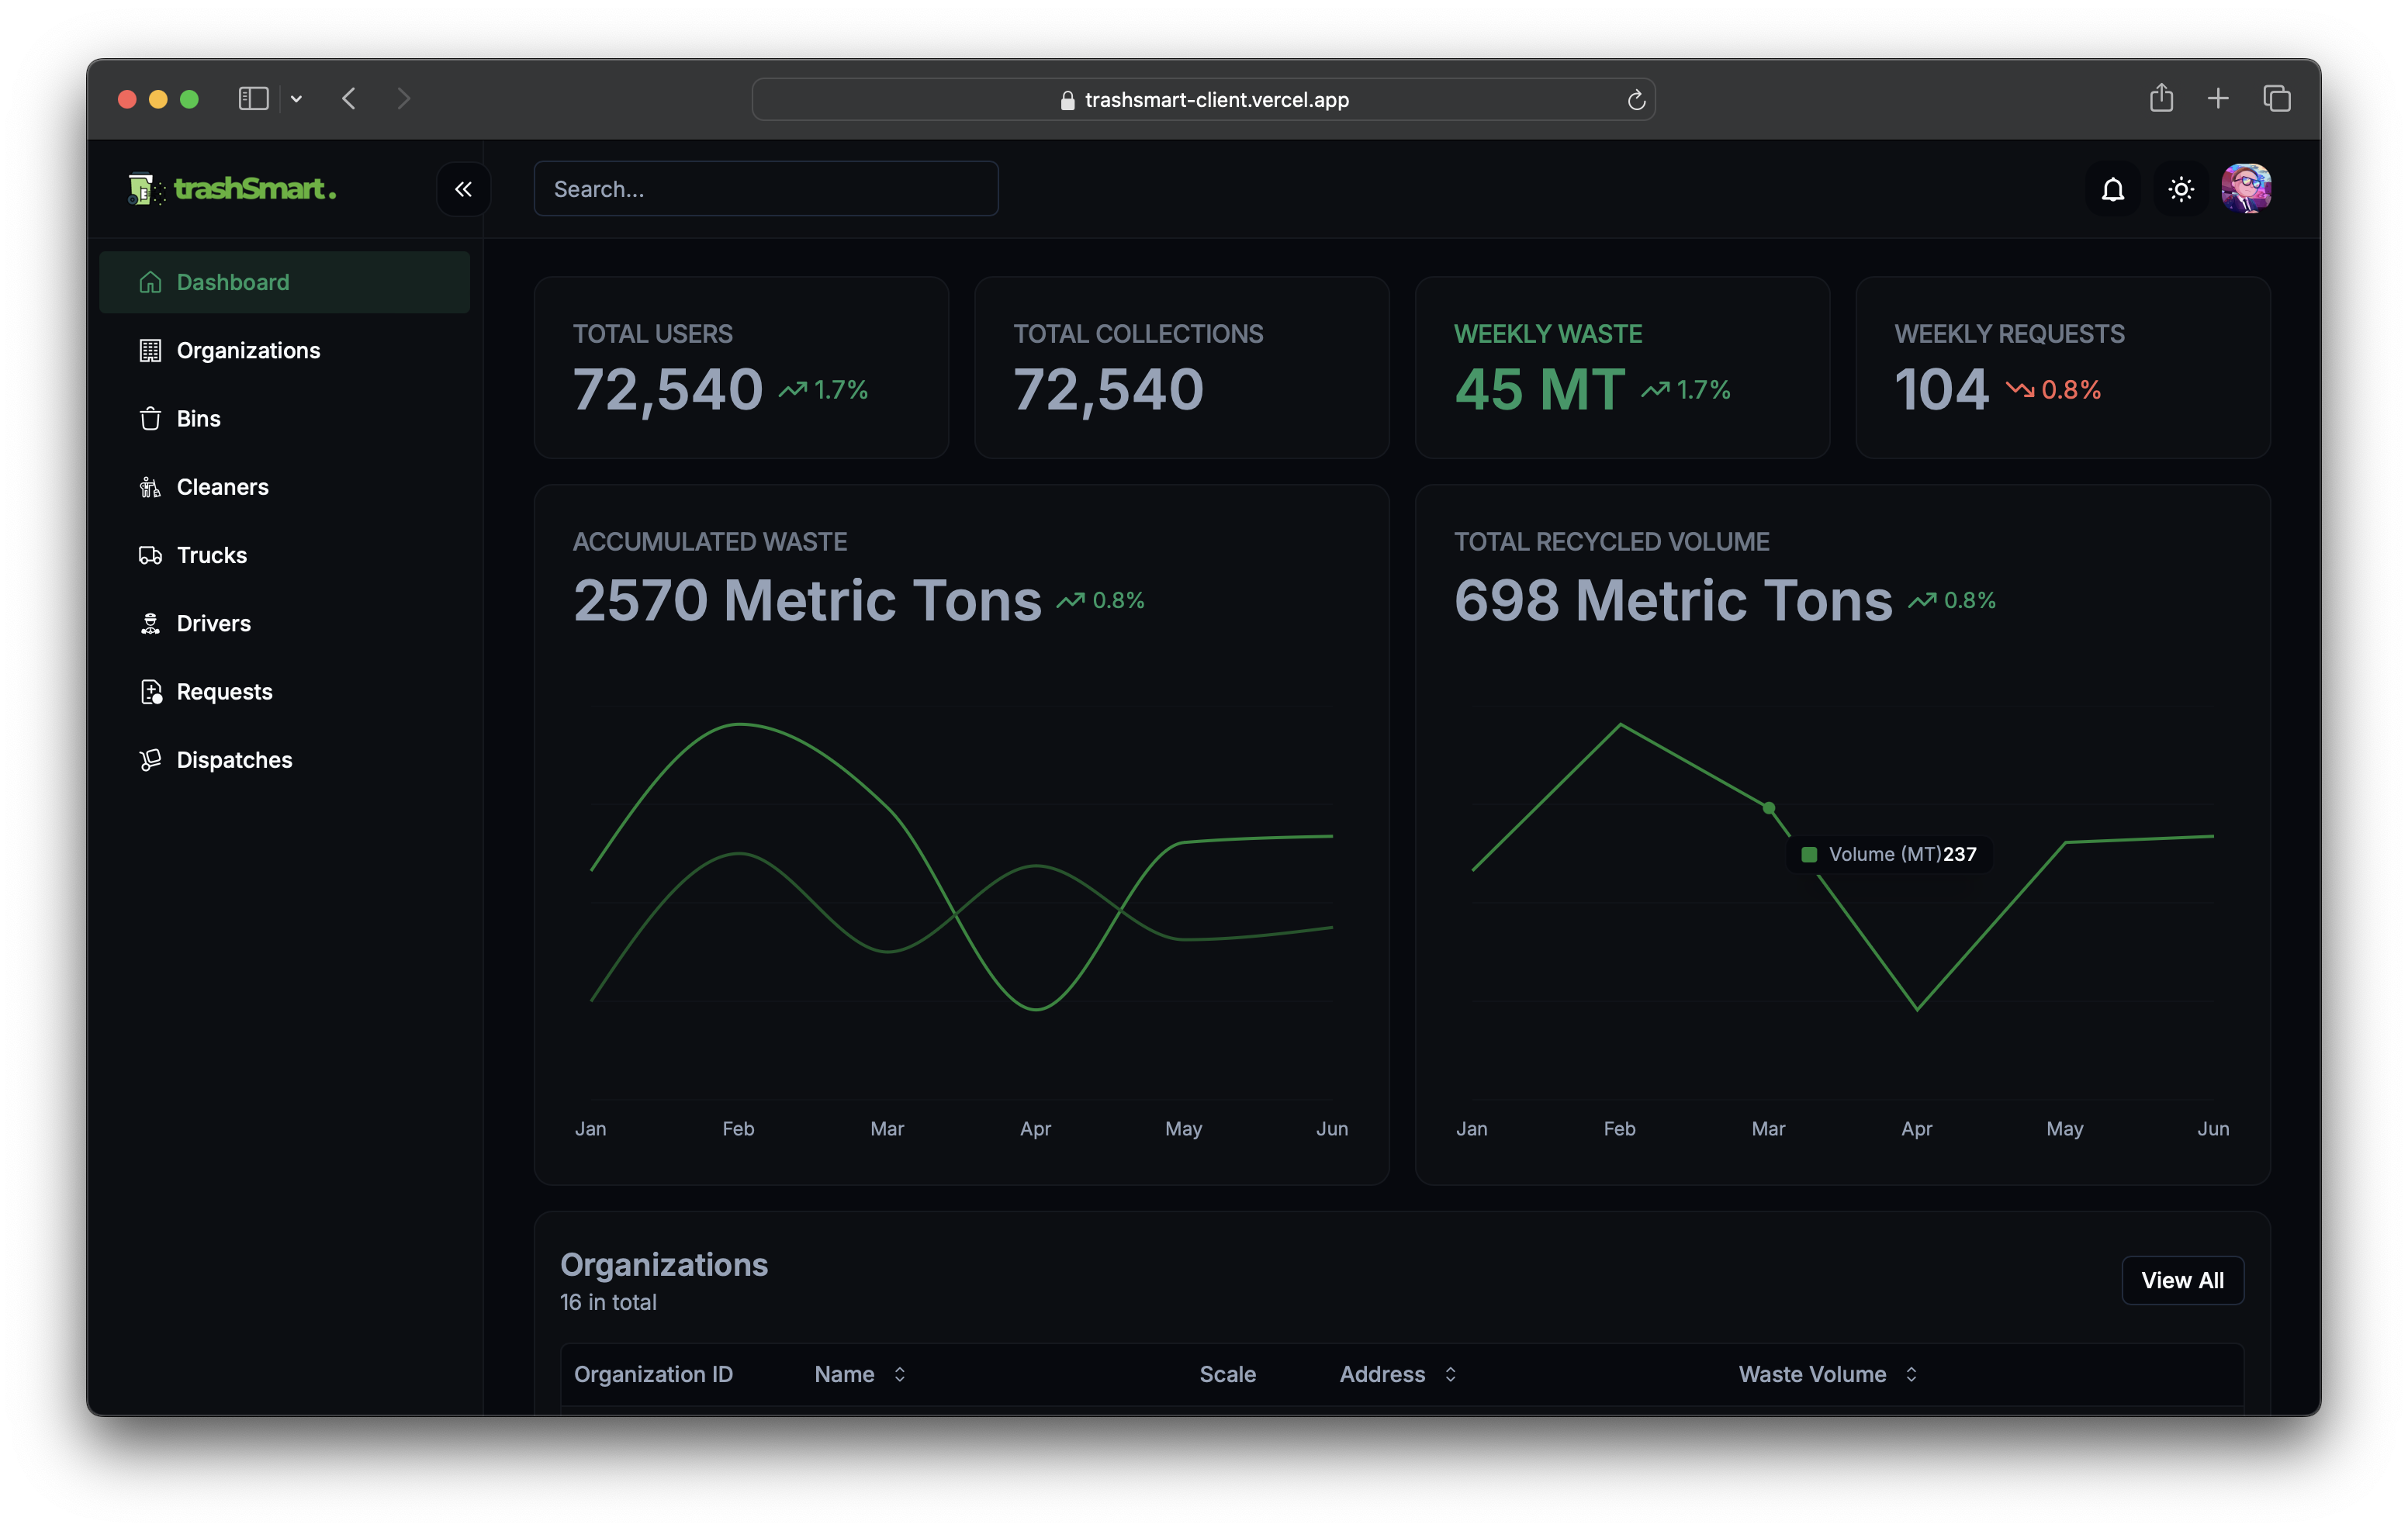 trashsmart-client.vercel.app
trashSmart.
Search...
Dashboard
Organizations
Bins
Cleaners
Trucks
Drivers
Requests
Dispatches
TOTAL USERS
72,540 1.7%
TOTAL COLLECTIONS
72,540
WEEKLY WASTE
45 MT 1.7%
WEEKLY REQUESTS
104 0.8%
ACCUMULATED WASTE
2570 Metric Tons 0.8%
Jan Feb Mar Apr May Jun
TOTAL RECYCLED VOLUME
698 Metric Tons 0.8%
Volume (MT)237
Jan Feb Mar Apr May Jun
Organizations
16 in total
View All
Organization ID Name Scale Address Waste Volume